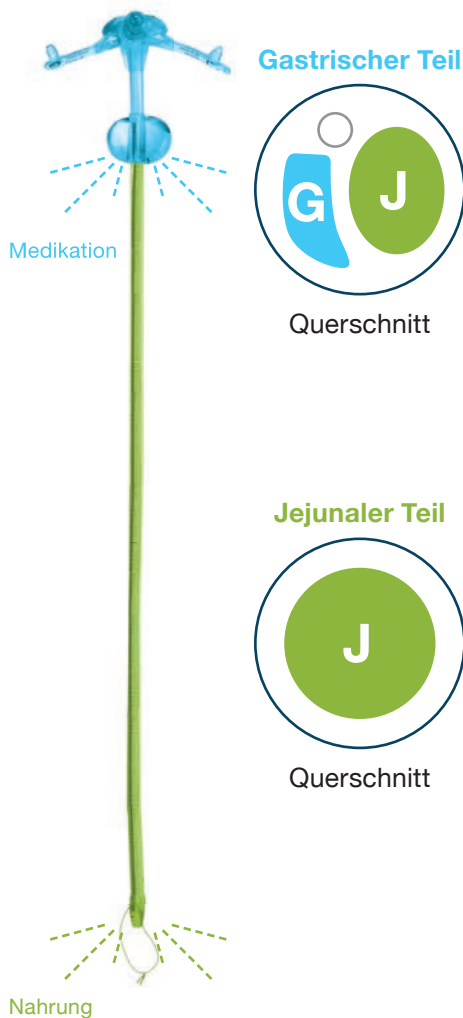 Gastrischer Teil
G
J
Medikation
Querschnitt
Jejunaler Teil
J
Querschnitt
Nahrung